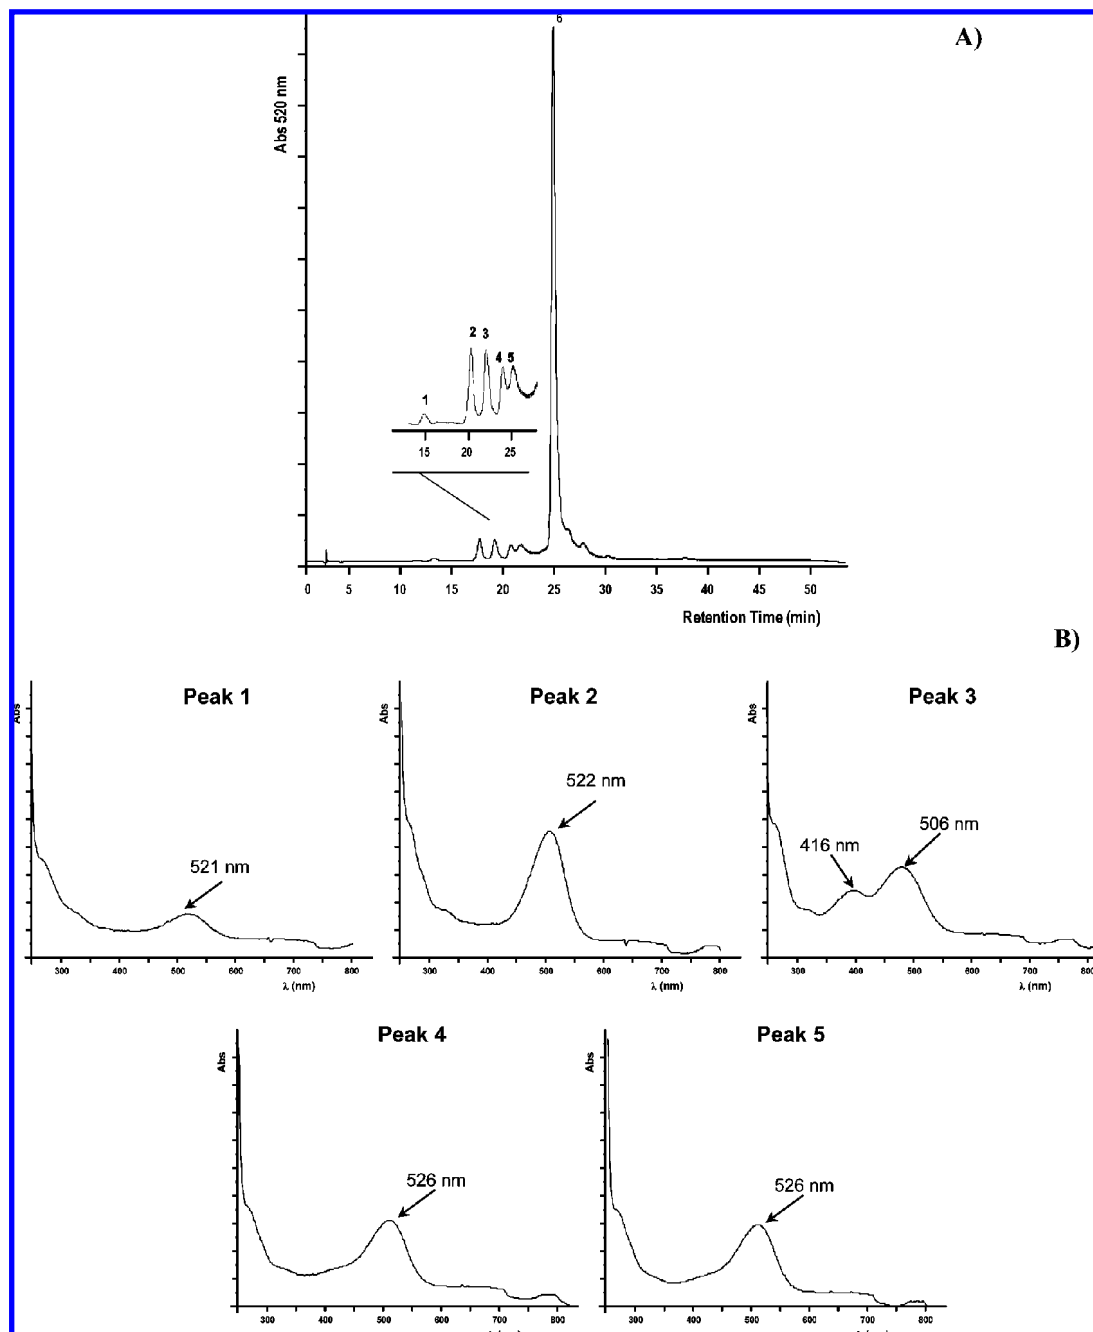 6
A)
Abs 520 nm
2 3
4 5
1
15 20 25
0 5 10 15 20 25 30 35 40 45 50
Retention Time (min)
B)
Peak 1
Abs
521 nm
300 400 500 600 700 800
λ (nm)
Peak 2
Abs
522 nm
300 400 500 600 700 800
λ (nm)
Peak 3
Abs
416 nm
506 nm
300 400 500 600 700 800
λ (nm)
Peak 4
Abs
526 nm
300 400 500 600 700 800
Peak 5
Abs
526 nm
300 400 500 600 700 800